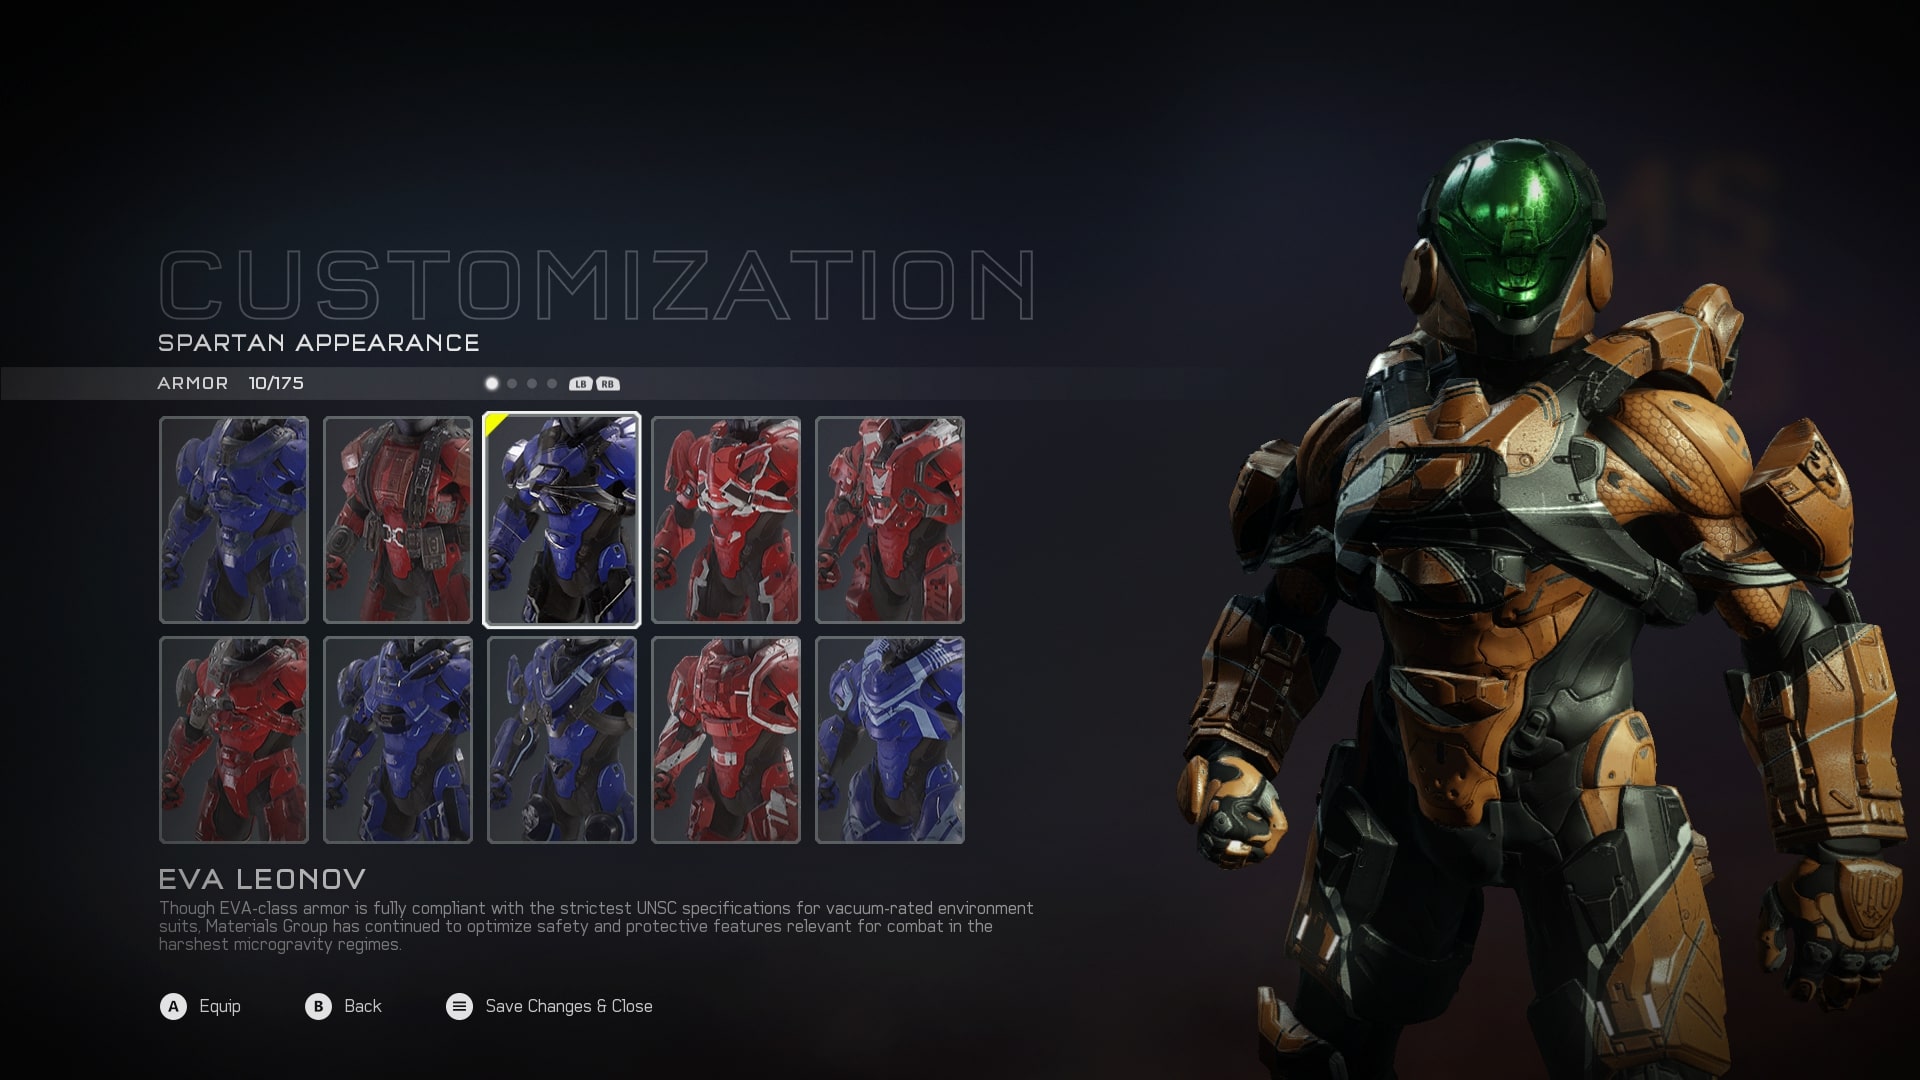 CUSTOMIZATION
SPARTAN APPEARANCE
ARMOR 10/175
LB RB
EVA LEONOV
Though EVA-class armor is fully compliant with the strictest UNSC specifications for vacuum-rated environment
suits, Materials Group has continued to optimize safety and protective features relevant for combat in the
harshest microgravity regimes.
A Equip B Back Save Changes & Close